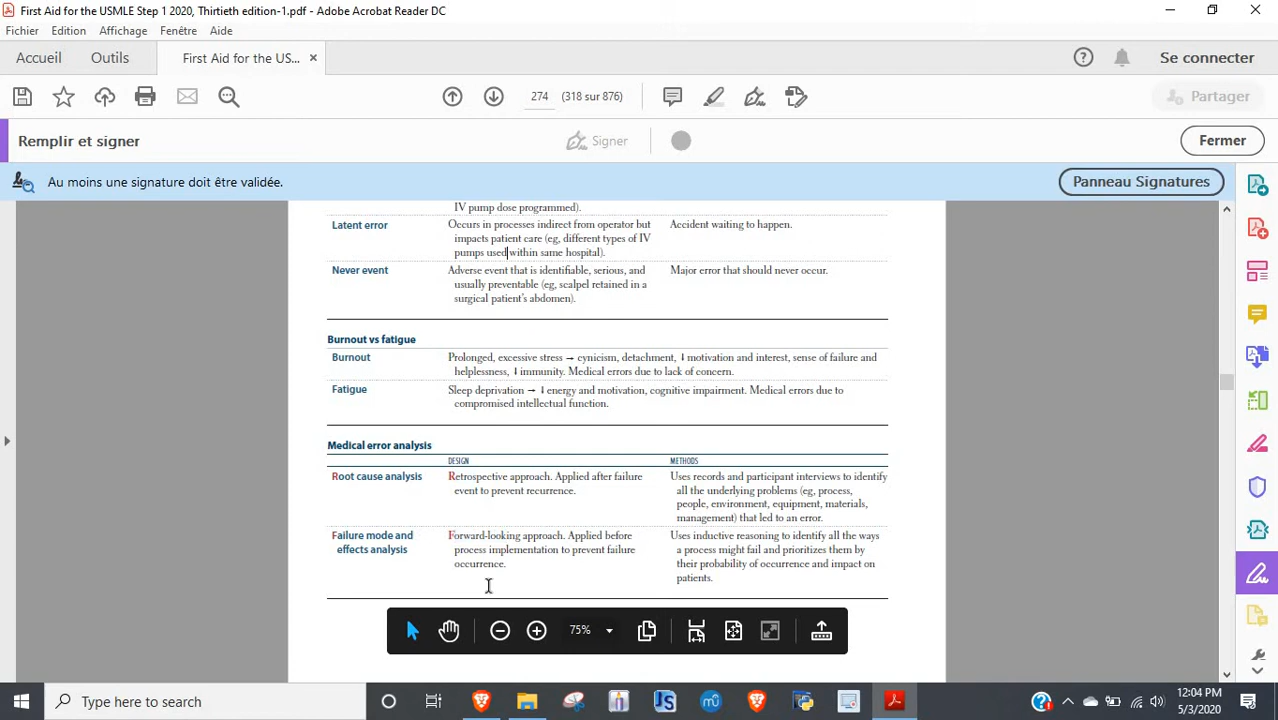 First Aid for the USMLE Step 1 2020, Thirtieth edition-1.pdf - Adobe Acrobat Reader DC
Fichier Edition Affichage Fenêtre Aide
Accueil Outils First Aid for the US... × Se connecter
274 (318 sur 876) Partager
Remplir et signer Signer Fermer
Au moins une signature doit être validée. Panneau Signatures
IV pump dose programmed).
Latent error Occurs in processes indirect from operator but Accident waiting to happen.
impacts patient care (eg, different types of IV
pumps used within same hospital).
Never event Adverse event that is identifiable, serious, and Major error that should never occur.
usually preventable (eg, scalpel retained in a
surgical patient's abdomen).
Burnout vs fatigue
Burnout Prolonged, excessive stress → cynicism, detachment, ↓ motivation and interest, sense of failure and
helplessness, ↓ immunity. Medical errors due to lack of concern.
Fatigue Sleep deprivation → ↓ energy and motivation, cognitive impairment. Medical errors due to
compromised intellectual function.
Medical error analysis
DESIGN METHODS
Root cause analysis Retrospective approach. Applied after failure Uses records and participant interviews to identify
event to prevent recurrence. all the underlying problems (eg, process,
people, environment, equipment, materials,
management) that led to an error.
Failure mode and Forward-looking approach. Applied before Uses inductive reasoning to identify all the ways
effects analysis process implementation to prevent failure a process might fail and prioritizes them by
occurrence. their probability of occurrence and impact on
patients.
75%
Type here to search
12:04 PM
5/3/2020